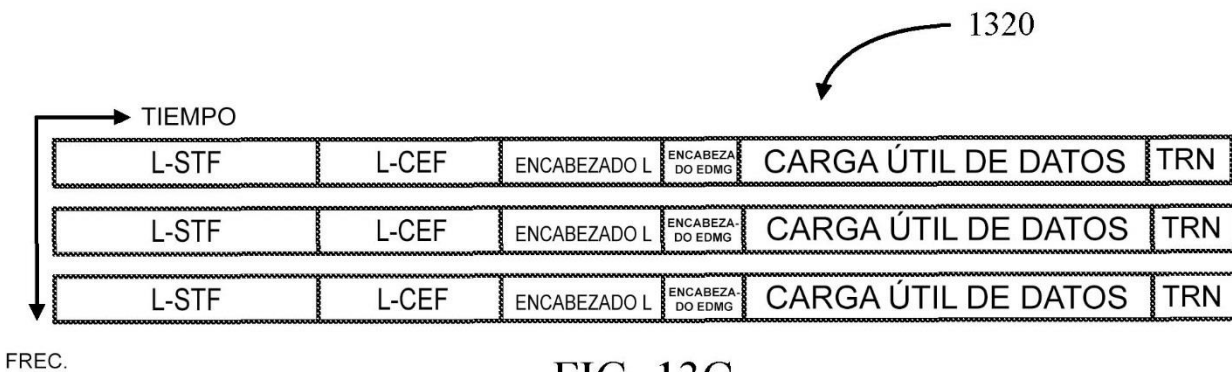 1320
TIEMPO
L-STF L-CEF ENCABEZADO L ENCABEZA DO EDMG CARGA ÚTIL DE DATOS TRN
L-STF L-CEF ENCABEZADO L ENCABEZA- DO EDMG CARGA ÚTIL DE DATOS TRN
L-STF L-CEF ENCABEZADO L ENCABEZA- DO EDMG CARGA ÚTIL DE DATOS TRN
FREC.